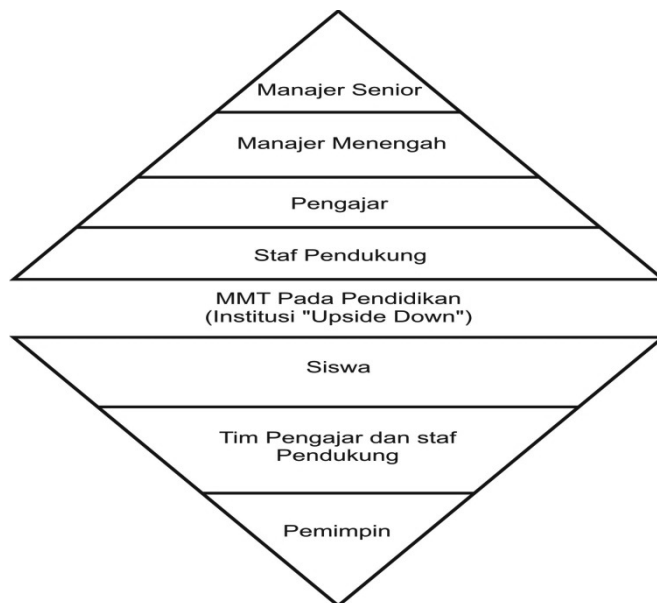 Manajer Senior
Manajer Menengah
Pengajar
Staf Pendukung
MMT Pada Pendidikan
(Institusi "Upside Down")
Siswa
Tim Pengajar dan staf
Pendukung
Pemimpin